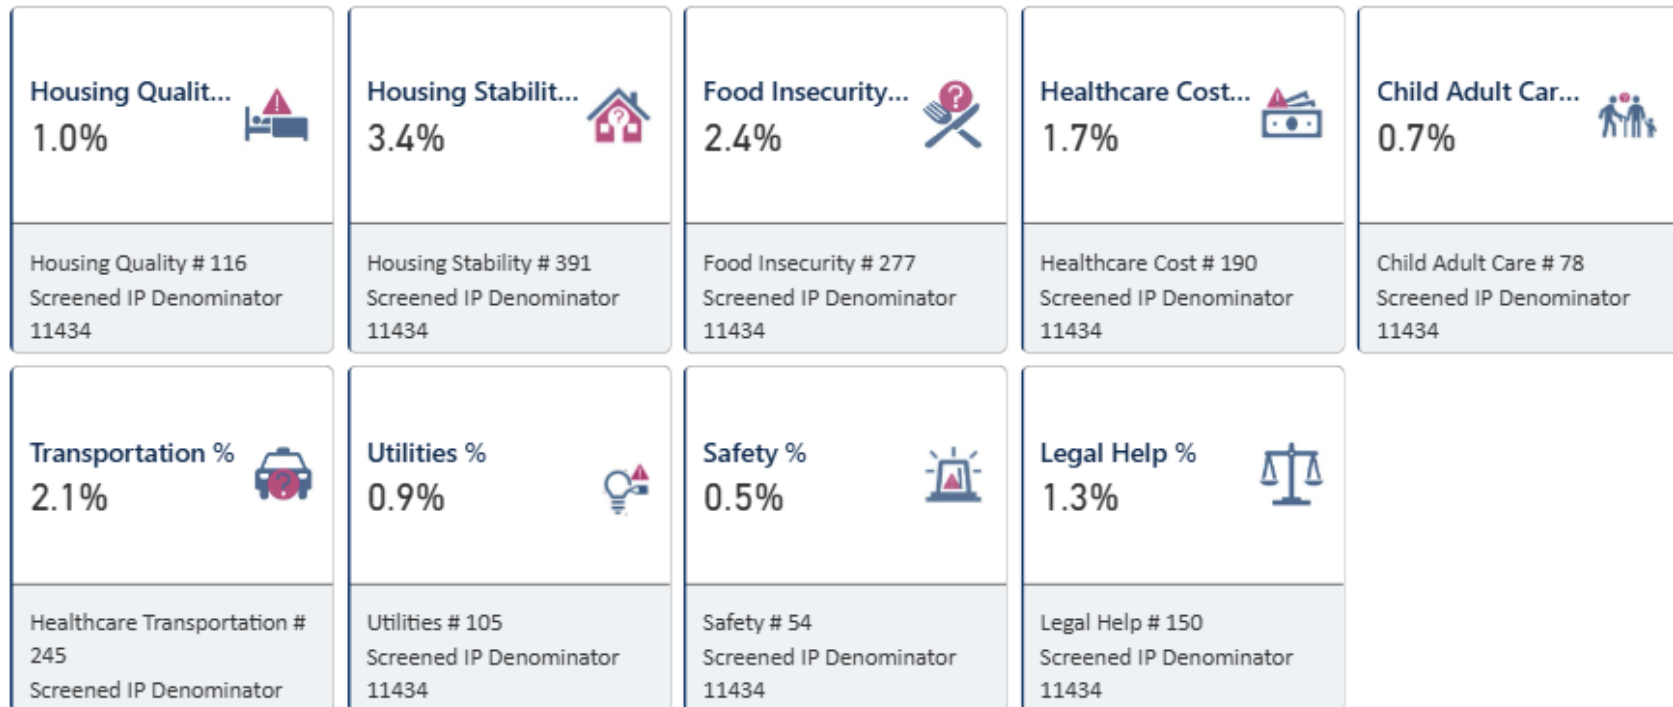 Housing Qualit...
1.0%
Housing Quality # 116
Screened IP Denominator
11434
Housing Stabilit...
3.4%
Housing Stability # 391
Screened IP Denominator
11434
Food Insecurity...
2.4%
Food Insecurity # 277
Screened IP Denominator
11434
Healthcare Cost...
1.7%
Healthcare Cost # 190
Screened IP Denominator
11434
Child Adult Car...
0.7%
Child Adult Care # 78
Screened IP Denominator
11434
Transportation %
2.1%
Healthcare Transportation #
245
Screened IP Denominator
Utilities %
0.9%
Utilities # 105
Screened IP Denominator
11434
Safety %
0.5%
Safety # 54
Screened IP Denominator
11434
Legal Help %
1.3%
Legal Help # 150
Screened IP Denominator
11434